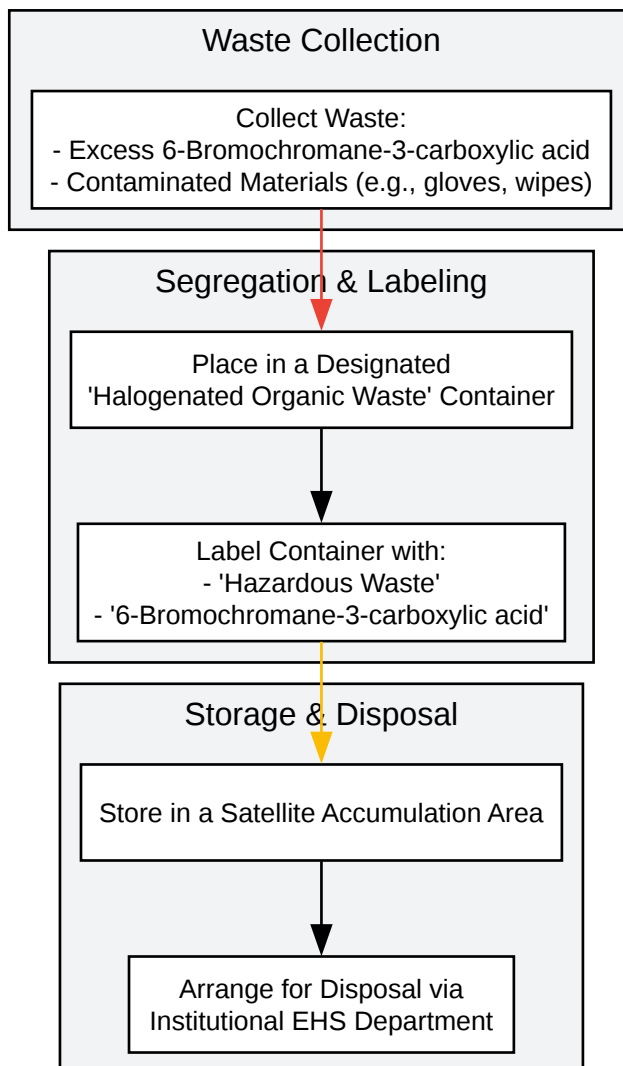 Waste Collection
Collect Waste:
- Excess 6-Bromochromane-3-carboxylic acid
- Contaminated Materials (e.g., gloves, wipes)
Segregation & Labeling
Place in a Designated
'Halogenated Organic Waste' Container
Label Container with:
- 'Hazardous Waste'
- '6-Bromochromane-3-carboxylic acid'
Storage & Disposal
Store in a Satellite Accumulation Area
Arrange for Disposal via
Institutional EHS Department